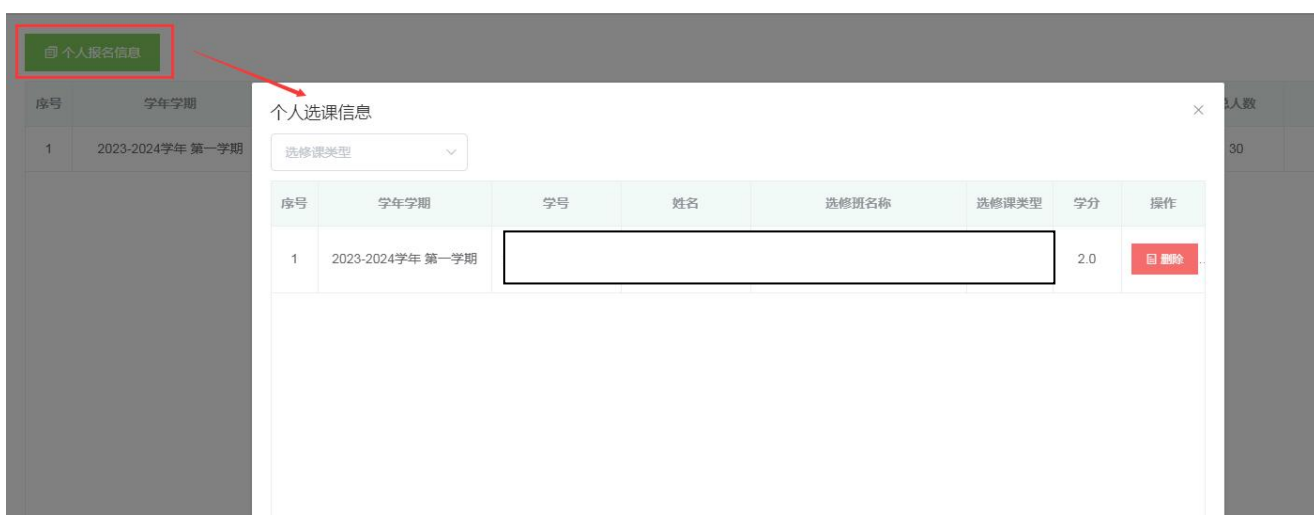 个人报名信息
序号 学年学期 总人数
1 2023-2024学年 第一学期 30
个人选课信息
选修课类型
序号 学年学期 学号 姓名 选修班名称 选修课类型 学分 操作
1 2023-2024学年 第一学期 2.0 删除